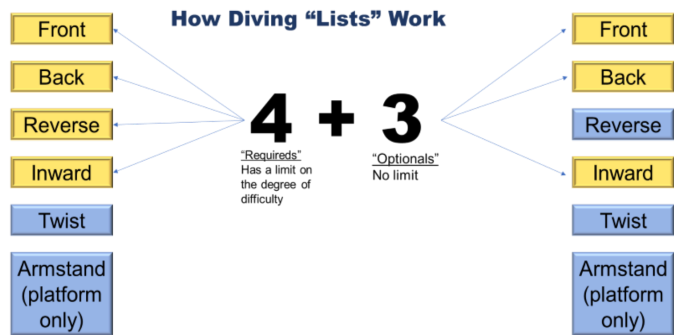 How Diving “Lists” Work
Front
Back
Reverse
Inward
Twist
Armstand
(platform
only)
4 + 3
“Requireds”
Has a limit on
the degree of
difficulty
“Optionals”
No limit
Front
Back
Reverse
Inward
Twist
Armstand
(platform
only)